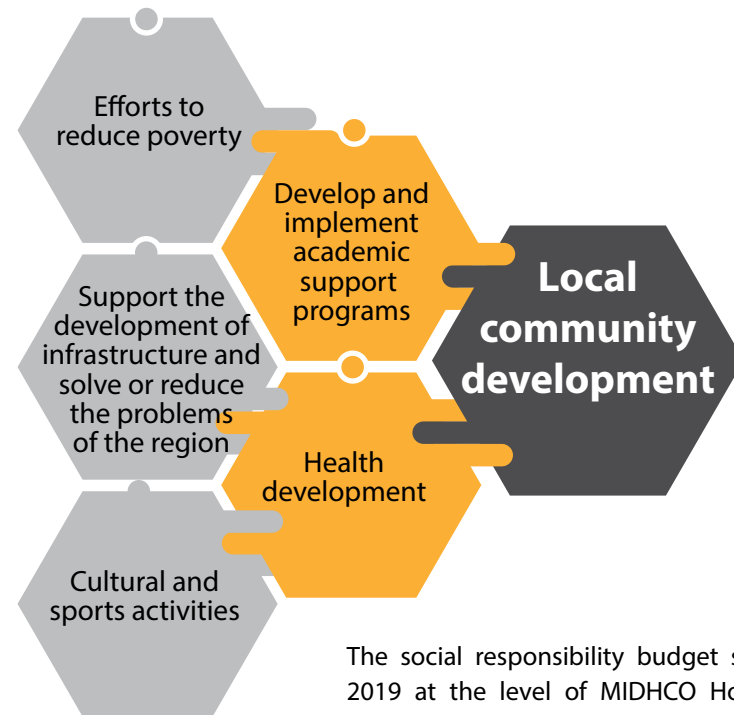 Efforts to
reduce poverty
Develop and
implement
academic
support
programs
Local
community
development
Support the
development of
infrastructure and
solve or reduce
the problems
of the region
Health
development
Cultural and
sports activities
The social responsibility budget
2019 at the level of MIDHCO